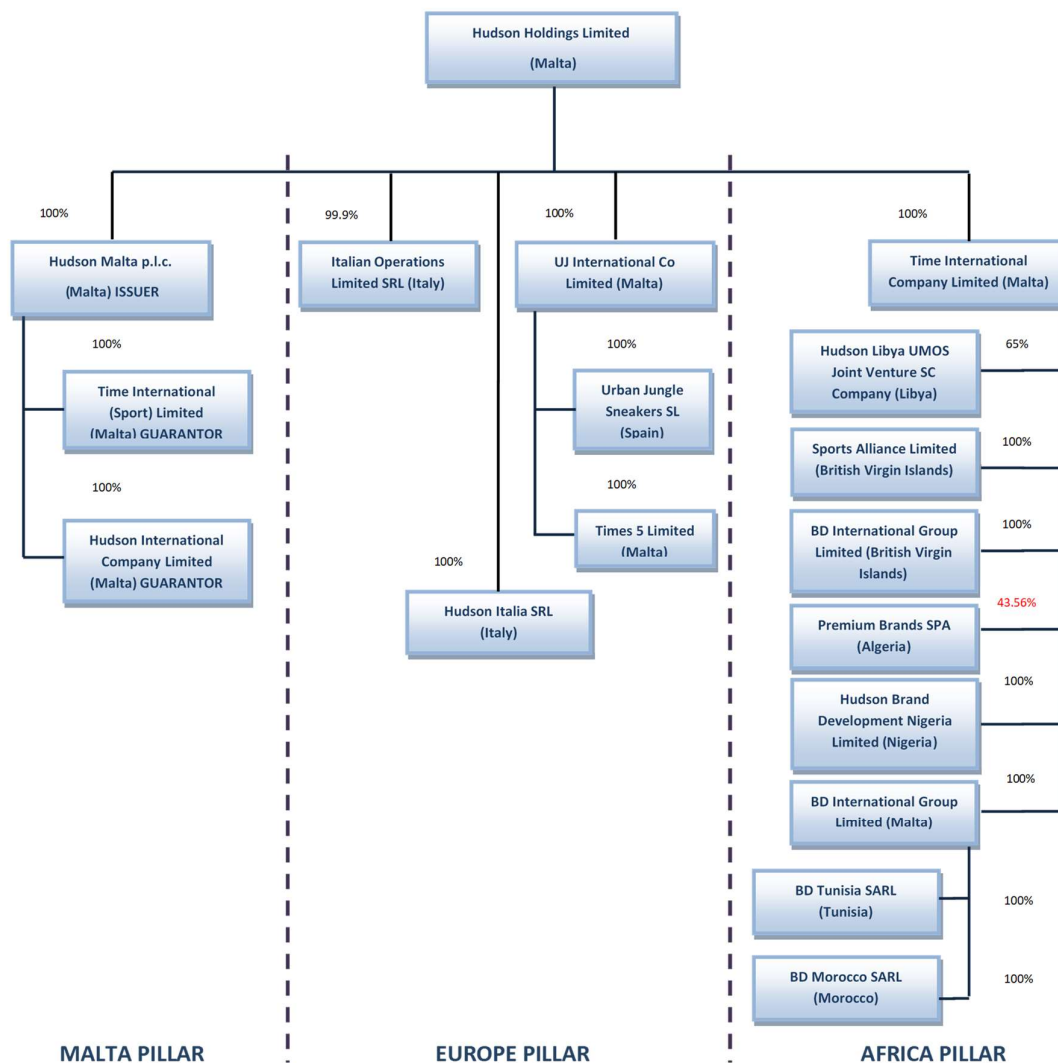 Hudson Holdings Limited
(Malta)
100%
Hudson Malta p.l.c.
(Malta) ISSUER
100%
Time International
(Sport) Limited
(Malta) GUARANTOR
100%
Hudson International
Company Limited
(Malta) GUARANTOR
MALTA PILLAR
99.9%
Italian Operations
Limited SRL (Italy)
100%
Hudson Italia SRL
(Italy)
100%
UJ International Co
Limited (Malta)
100%
Urban Jungle
Sneakers SL
(Spain)
100%
Times 5 Limited
(Malta)
EUROPE PILLAR
100%
Time International
Company Limited (Malta)
Hudson Libya UMOS
Joint Venture SC
Company (Libya)
65%
Sports Alliance Limited
(British Virgin Islands)
100%
BD International Group
Limited (British Virgin
Islands)
100%
Premium Brands SPA
(Algeria)
43.56%
Hudson Brand
Development Nigeria
Limited (Nigeria)
100%
BD International Group
Limited (Malta)
100%
BD Tunisia SARL
(Tunisia)
100%
BD Morocco SARL
(Morocco)
100%
AFRICA PILLAR